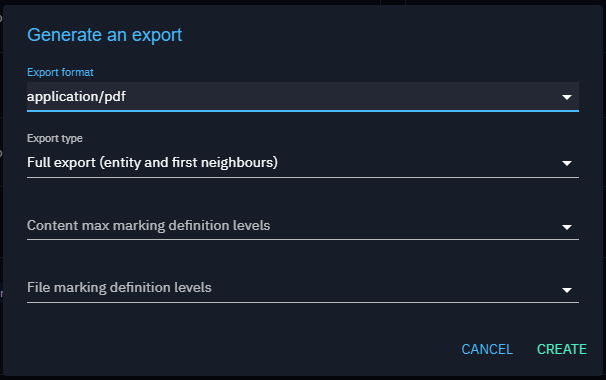 Generate an export
Export format
application/pdf
Export type
Full export (entity and first neighbours)
Content max marking definition levels
File marking definition levels
CANCEL CREATE